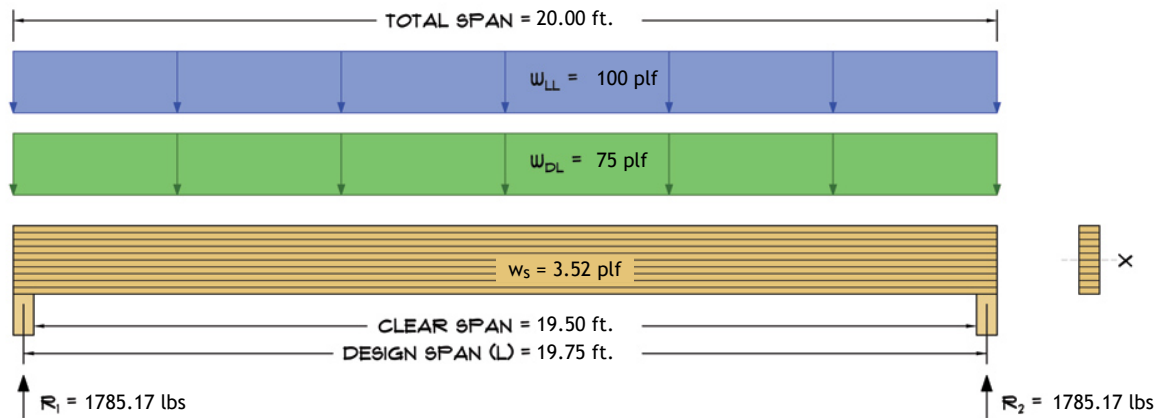 TOTAL SPAN = 20.00 ft.
WLL = 100 plf
WDL = 75 plf
ws = 3.52 plf
X
CLEAR SPAN = 19.50 ft.
DESIGN SPAN (L) = 19.75 ft.
R1 = 1785.17 lbs
R2 = 1785.17 lbs